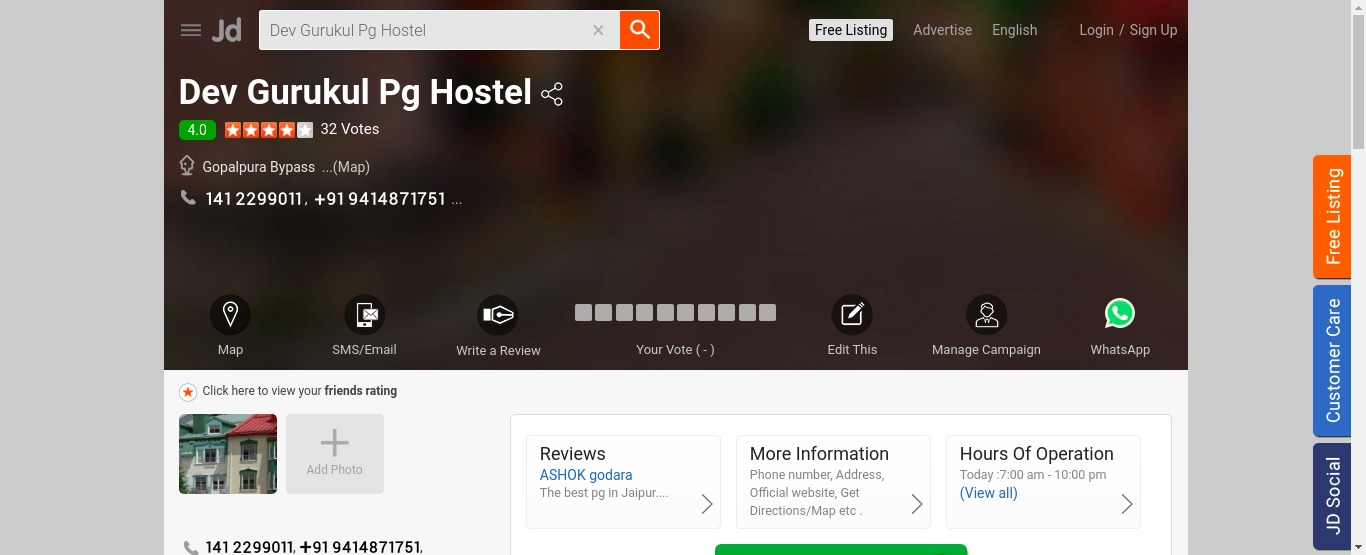 Jd Dev Gurukul Pg Hostel × Free Listing Advertise English Login / Sign Up
Dev Gurukul Pg Hostel
4.0 32 Votes
Gopalpura Bypass ...(Map)
141 2299011, +91 9414871751 ...
Map SMS/Email Write a Review Your Vote ( - ) Edit This Manage Campaign WhatsApp
Click here to view your friends rating
Add Photo
Reviews
ASHOK godara
The best pg in Jaipur....
More Information
Phone number, Address,
Official website, Get
Directions/Map etc .
Hours Of Operation
Today :7:00 am - 10:00 pm
(View all)
141 2299011, +91 9414871751,
Free Listing
Customer Care
JD Social